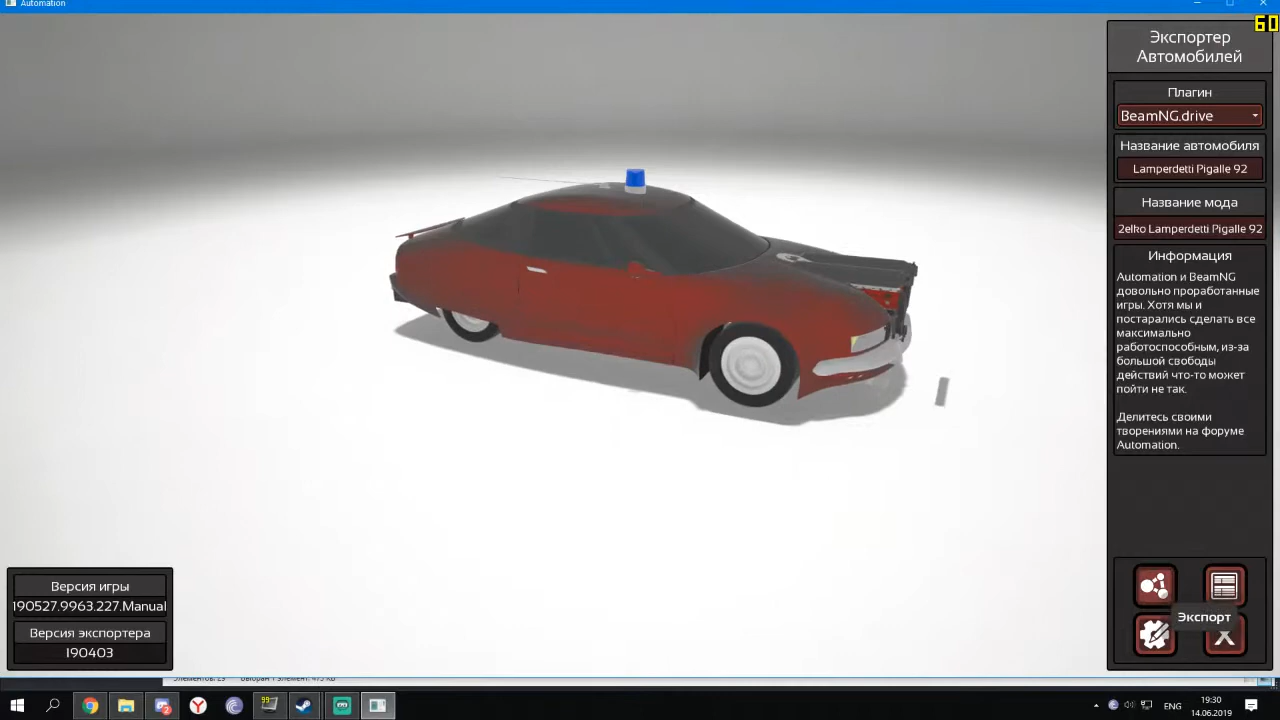 Automation
60
Экспортер
Автомобилей
Плагин
BeamNG.drive
Название автомобиля
Lamperdetti Pigalle 92
Название мода
2elko Lamperdetti Pigalle 92
Информация
Automation и BeamNG
довольно проработанные
игры. Хотя мы и
постарались сделать все
максимально
работоспособным, из-за
большой свободы
действий что-то может
пойти не так.
Делитесь своими
творениями на форуме
Automation.
Экспорт
Версия игры
190527.9963.227.Manual
Версия экспортера
190403
99
2
ENG
19:30
14.06.2019